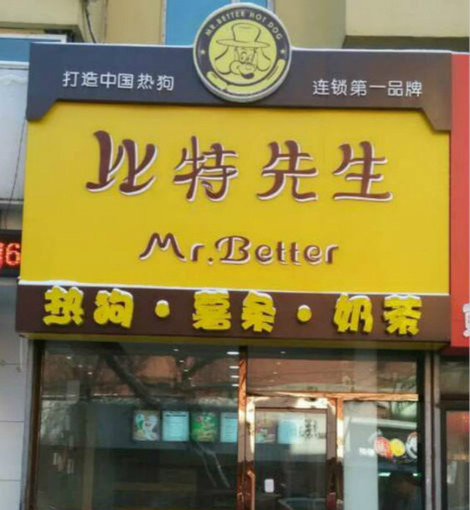 MR. BETTER HOT DOG
打造中国热狗 连锁第一品牌
比特先生
Mr.Better
热狗·薯条·奶茶